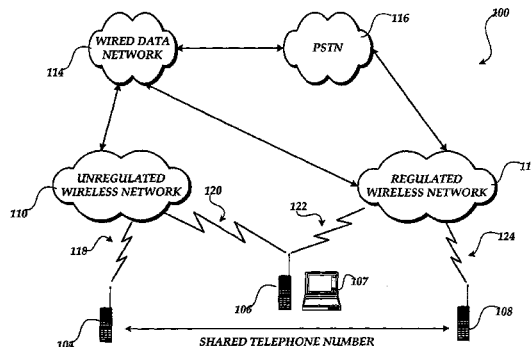 WIRED DATA
NETWORK
114
PSTN
116
100
UNREGULATED
WIRELESS NETWORK
110
REGULATED
WIRELESS NETWORK
118
120
122
124
106
107
108
SHARED TELEPHONE NUMBER